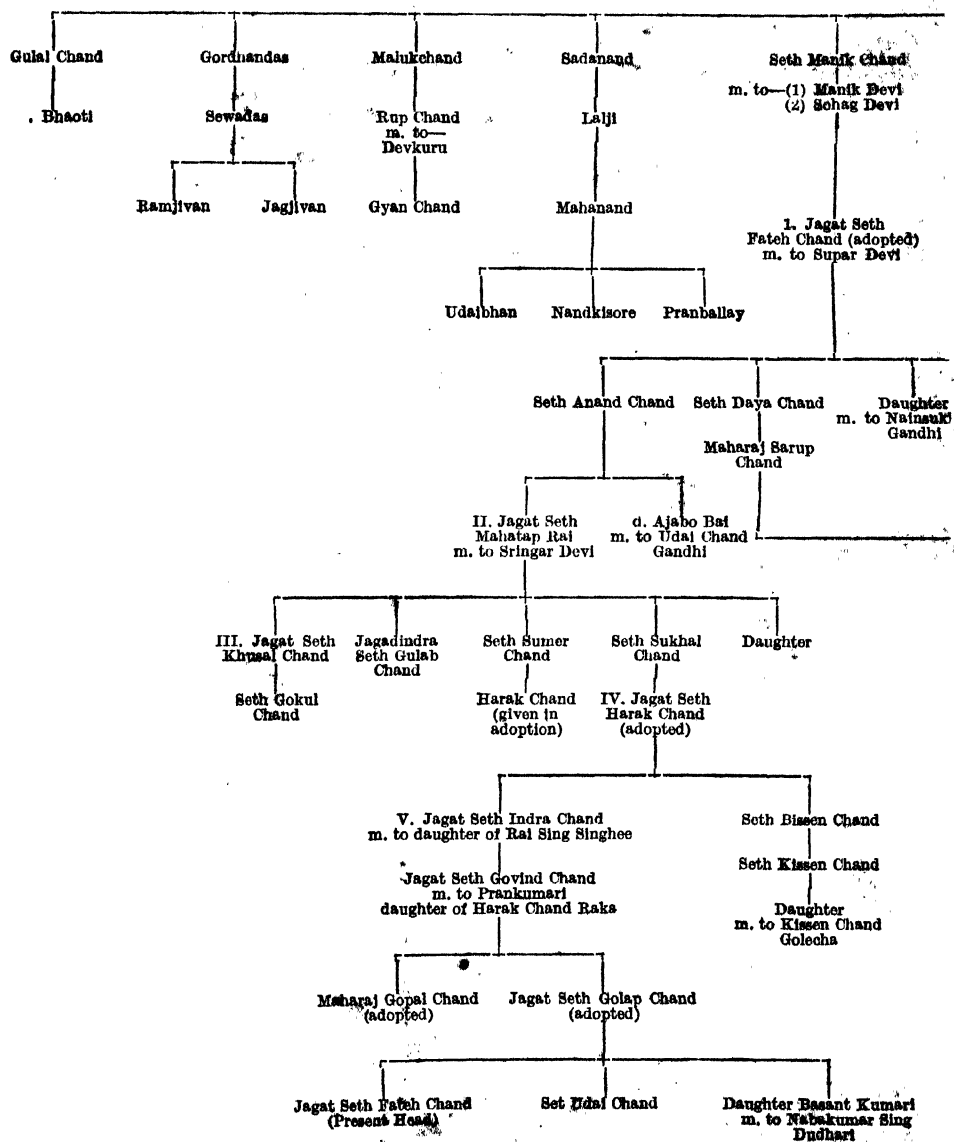 Gulal Chand
Gordhandas
Malukchand
Sadanand
Seth Manik Chand
m. to—(1) Manik Devi
(2) Sohag Devi
Bhaoti
Sewadas
Rup Chand
m. to—
Devkuru
Lalji
Ramjivan
Jagjivan
Gyan Chand
Mahanand
1. Jagat Seth
Fateh Chand (adopted)
m. to Supar Devi
Udaibhan
Nandkisore
Pranballay
Seth Anand Chand
Seth Daya Chand
Daughter
m. to Nainsuk
Gandhi
Maharaj Sarup
Chand
II. Jagat Seth
Mahatap Rai
m. to Sringar Devi
d. Ajabo Bai
m. to Udai Chand
Gandhi
III. Jagat Seth
Khusal Chand
Jagadindra
Seth Gulab
Chand
Seth Sumer
Chand
Seth Sukhal
Chand
Daughter
Seth Gokul
Chand
Harak Chand
(given in
adoption)
IV. Jagat Seth
Harak Chand
(adopted)
V. Jagat Seth Indra Chand
m. to daughter of Rai Sing Singhee
Seth Bissen Chand
Jagat Seth Govind Chand
m. to Prankumari
daughter of Harak Chand Raka
Seth Kissen Chand
Daughter
m. to Kissen Chand
Golecha
Maharaj Gopal Chand
(adopted)
Jagat Seth Golap Chand
(adopted)
Jagat Seth Fateh Chand
(Present Head)
Set Udai Chand
Daughter Basant Kumari
m. to Nabakumar Sing
Dudhari